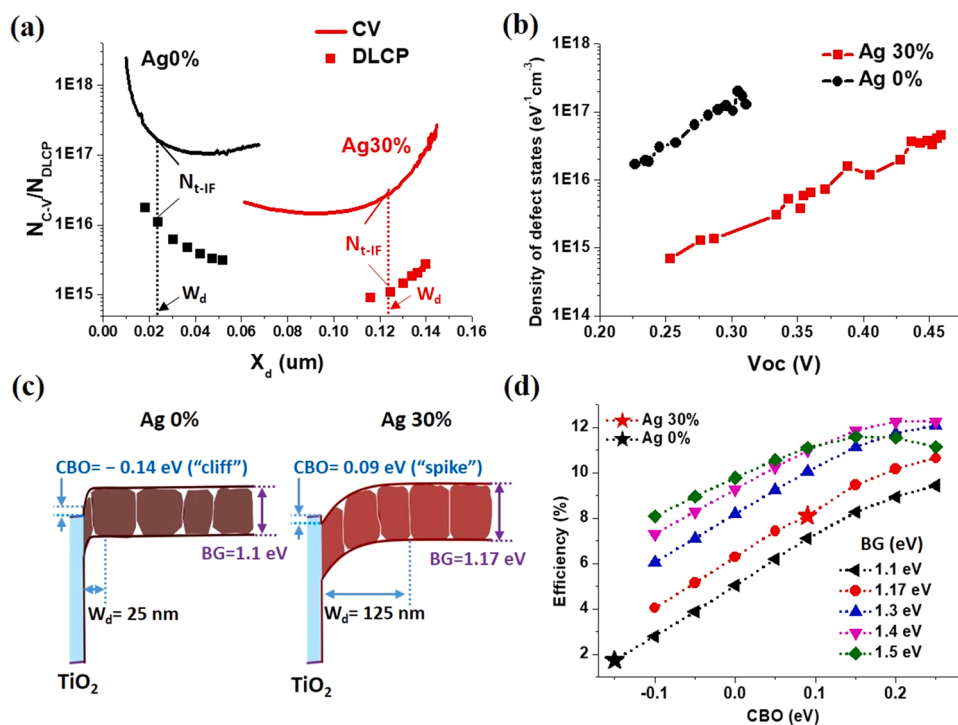 (a)
CV
DLCP
Ag0%
Ag30%
N_t-IF
N_t-IF
W_d
W_d
N_C-V/N_DLCP
1E18
1E17
1E16
1E15
0.00 0.02 0.04 0.06 0.08 0.10 0.12 0.14 0.16
X_d (um)
(b)
Ag 30%
Ag 0%
Density of defect states (eV⁻¹cm⁻³)
1E18
1E17
1E16
1E15
1E14
0.20 0.25 0.30 0.35 0.40 0.45
Voc (V)
(c)
Ag 0%
CBO= – 0.14 eV (“cliff”)
BG=1.1 eV
W_d= 25 nm
TiO₂
Ag 30%
CBO= 0.09 eV (“spike”)
BG=1.17 eV
W_d= 125 nm
TiO₂
(d)
Ag 30%
Ag 0%
Efficiency (%)
12
10
8
6
4
2
BG (eV)
1.1 eV
1.17 eV
1.3 eV
1.4 eV
1.5 eV
-0.1 0.0 0.1 0.2
CBO (eV)